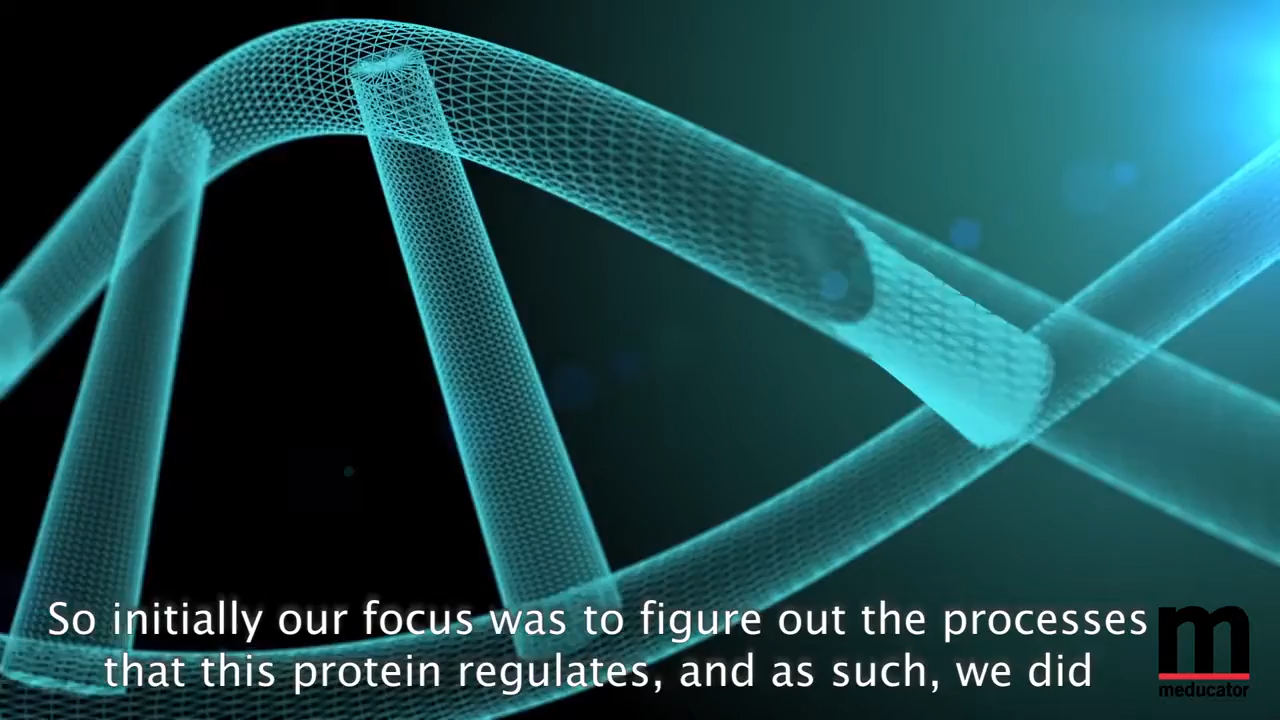 So initially our focus was to figure out the processes
that this protein regulates, and as such, we did
m
meducator